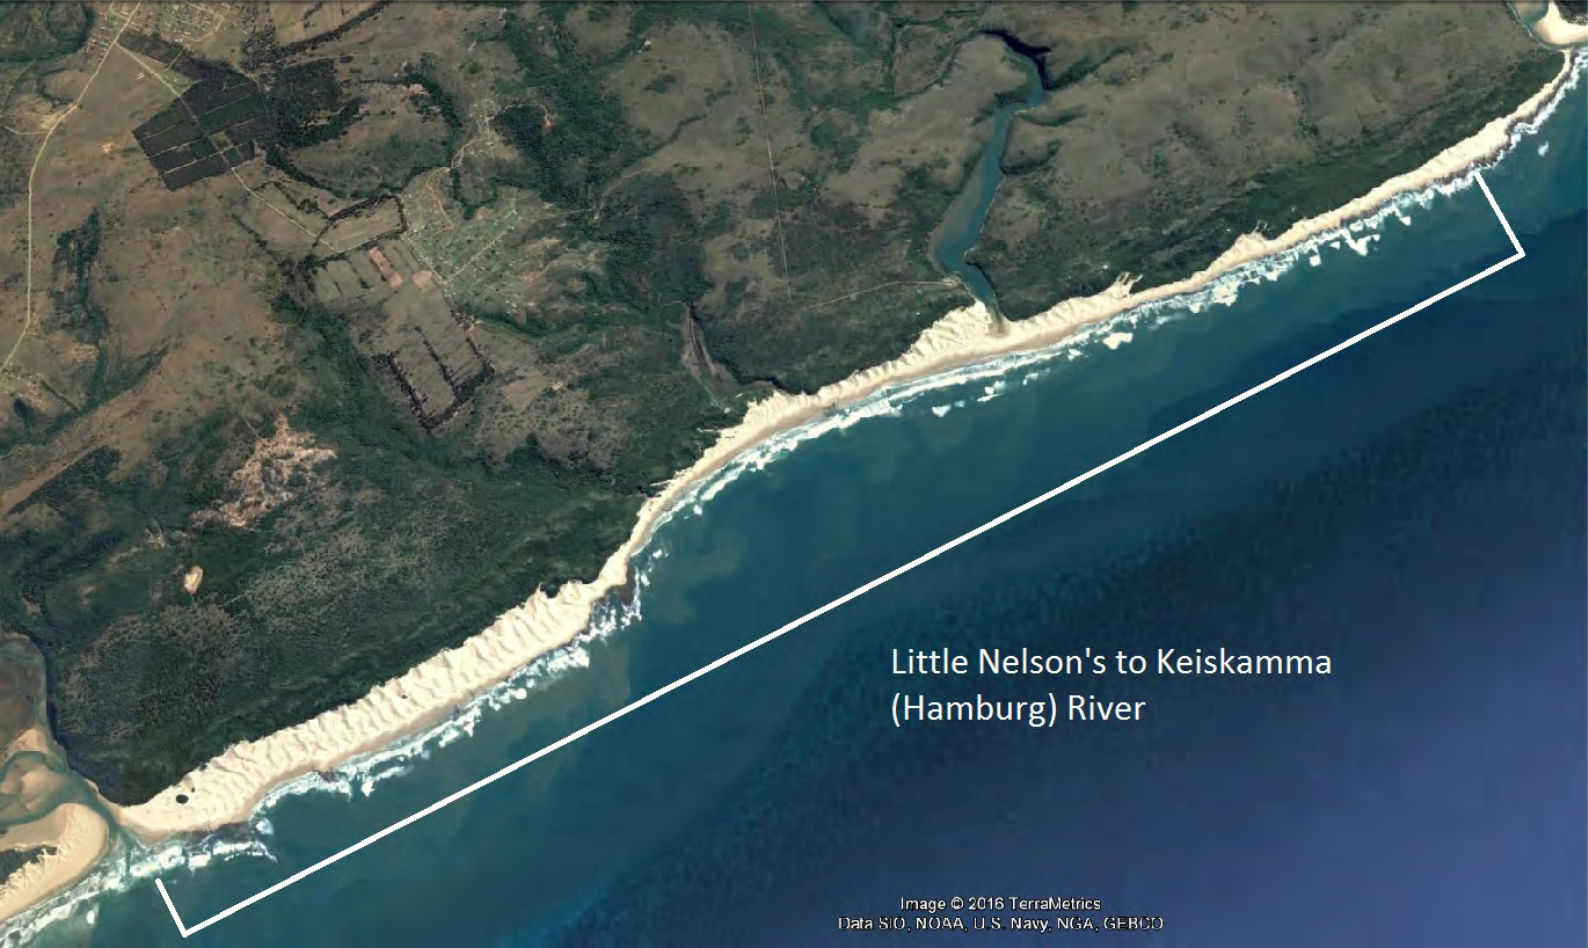 Little Nelson's to Keiskamma
(Hamburg) River
Image © 2016 TerraMetrics
Data SIO, NOAA, U.S. Navy, NGA, GEBCO